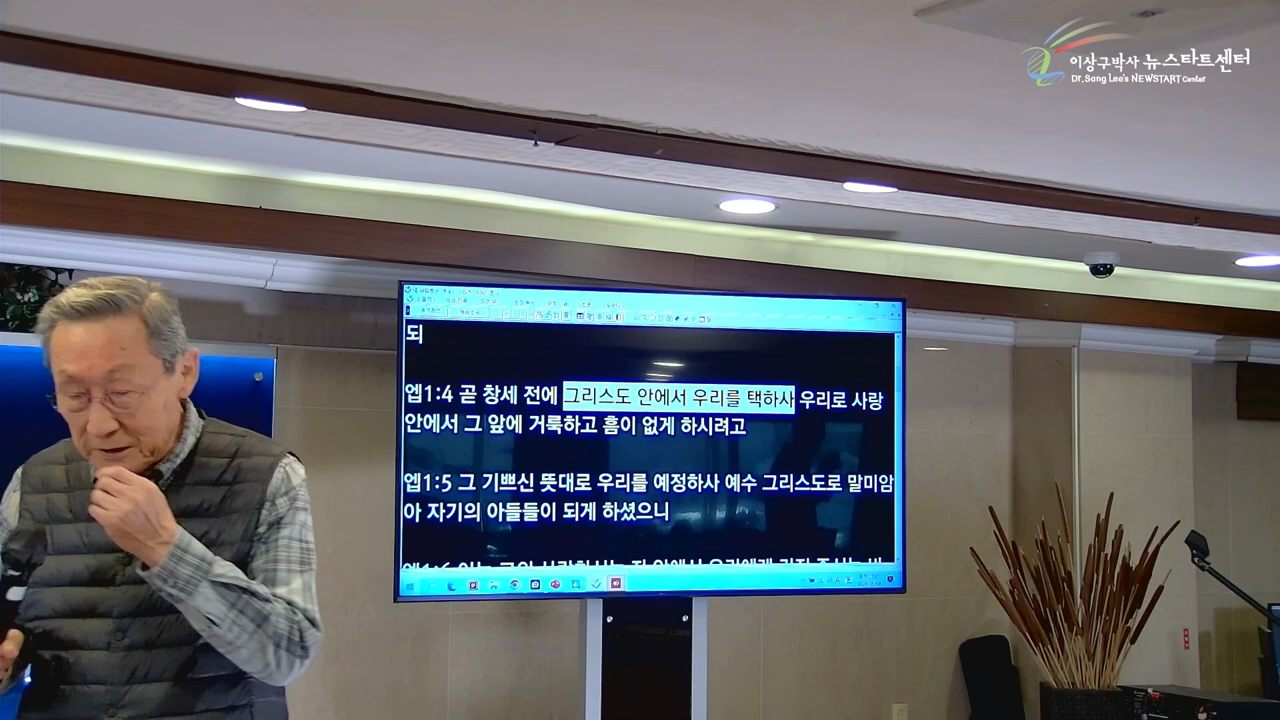 이상구박사 뉴스타트센터
Dr. Sang Lee's NEWSTART Center
되
엡1:4 곧 창세 전에 그리스도 안에서 우리를 택하사 우리로 사랑
안에서 그 앞에 거룩하고 흠이 없게 하시려고
엡1:5 그 기쁘신 뜻대로 우리를 예정하사 예수 그리스도로 말미암
아 자기의 아들들이 되게 하셨으니